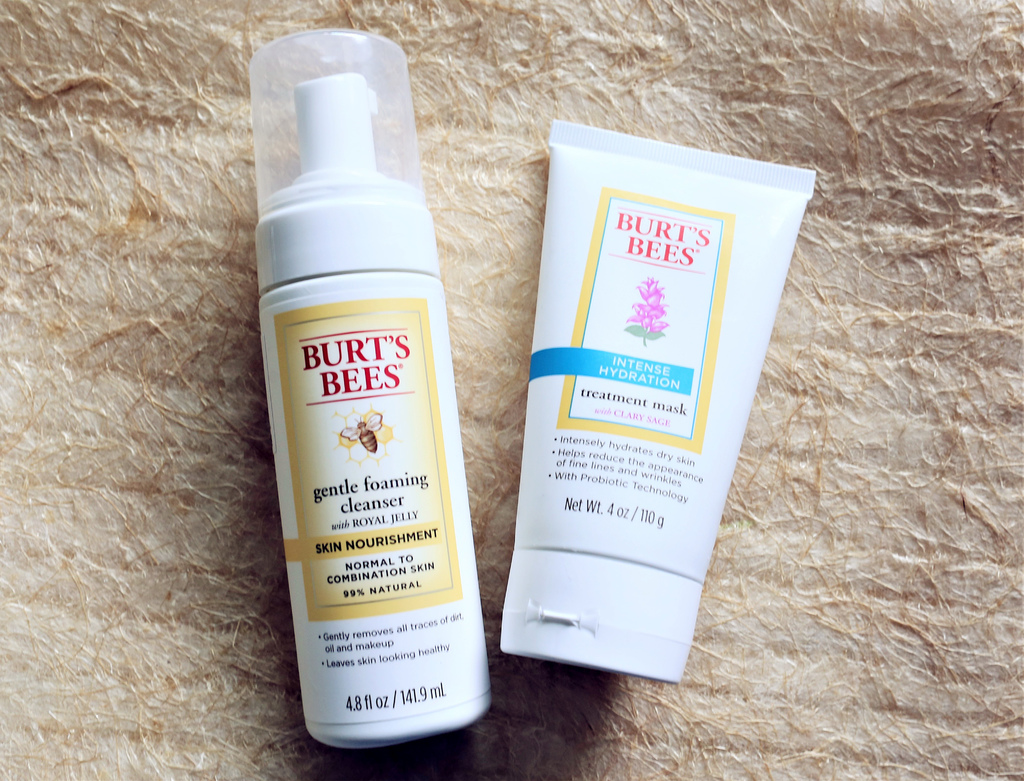 BURT'S
BEES®
gentle foaming
cleanser
with ROYAL JELLY
SKIN NOURISHMENT
NORMAL TO
COMBINATION SKIN
99% NATURAL
• Gently removes all traces of dirt,
oil and makeup
• Leaves skin looking healthy
4.8 fl oz / 141.9 mL
BURT'S
BEES®
INTENSE
HYDRATION
treatment mask
with CLARY SAGE
• Intensely hydrates dry skin
• Helps reduce the appearance
of fine lines and wrinkles
• With Probiotic Technology
Net Wt. 4 oz / 110 g